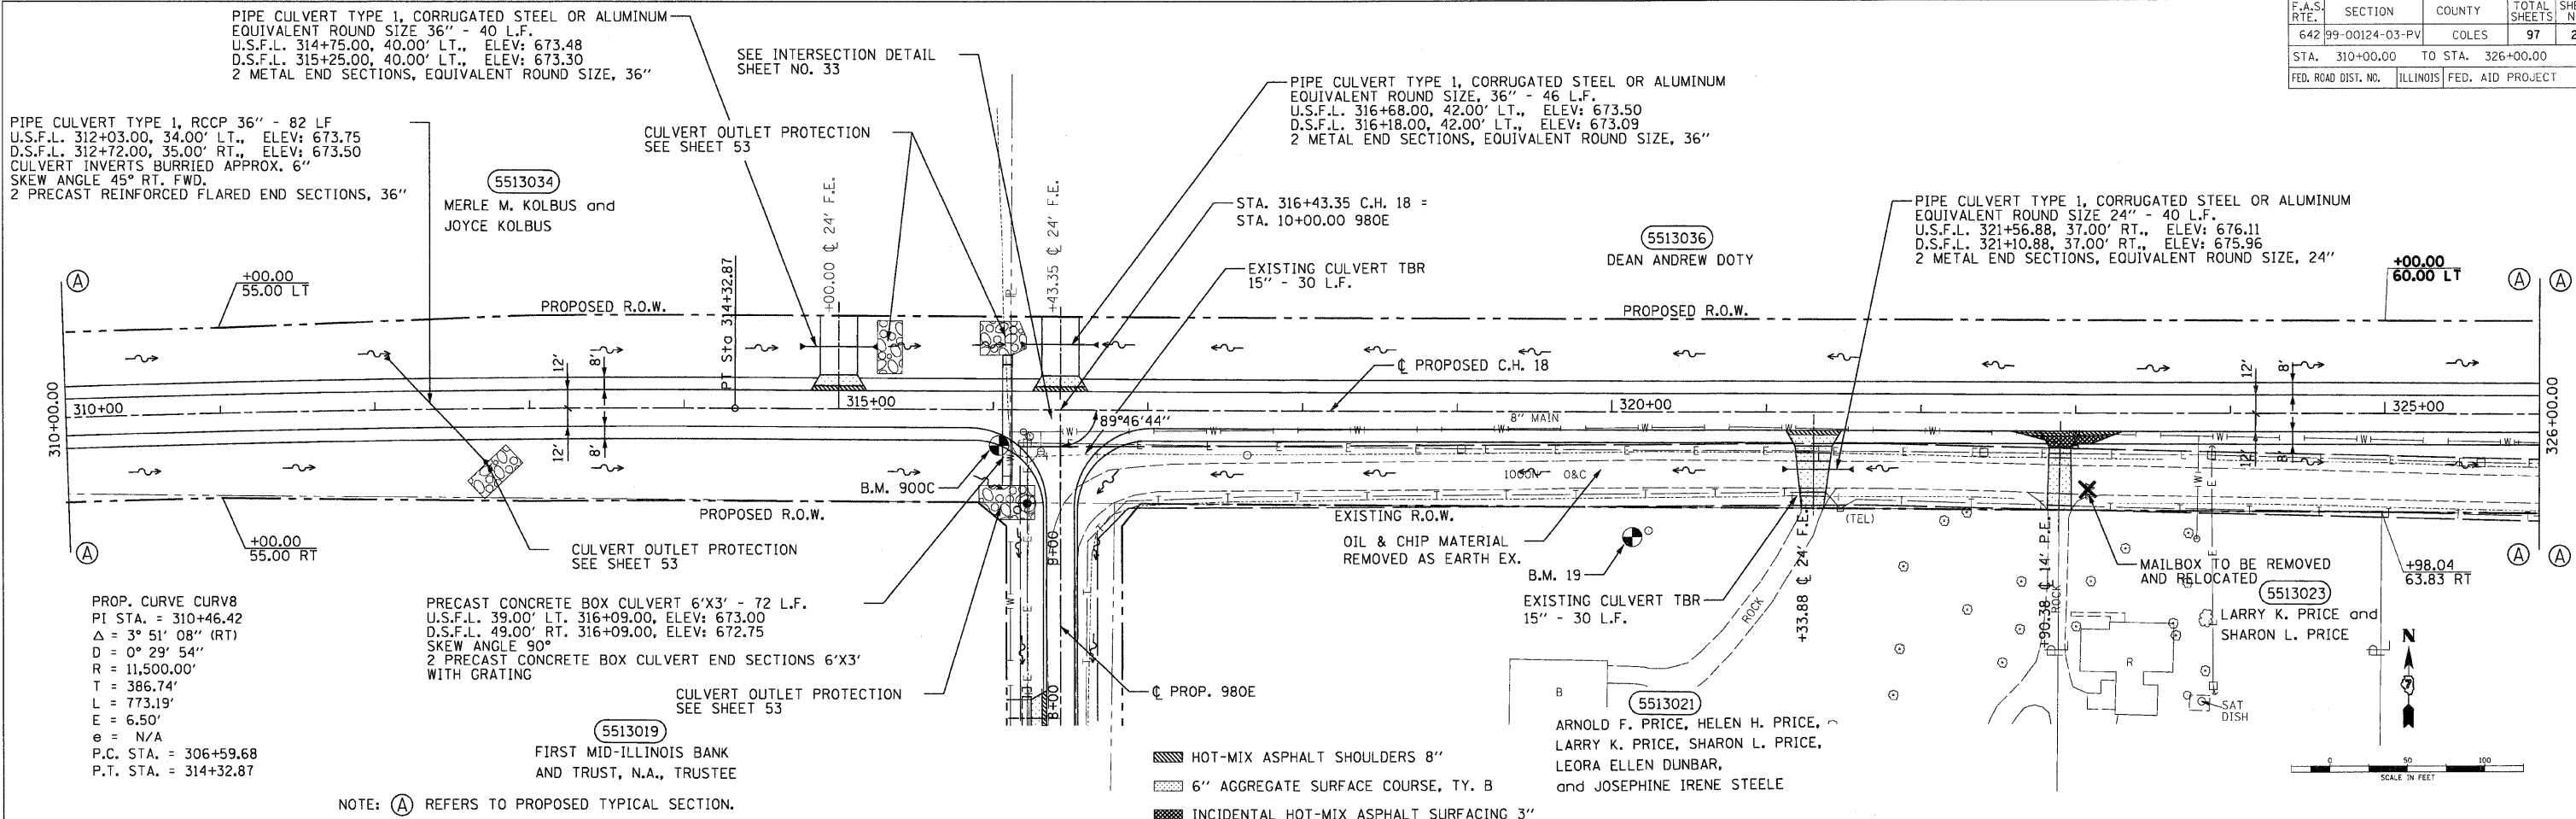 F.A.S. RTE. SECTION COUNTY TOTAL SHEETS
642 99-00124-03-PV COLES 97
STA. 310+00.00 TO STA. 326+00.00
FED. ROAD DIST. NO. ILLINOIS FED. AID PROJECT
PIPE CULVERT TYPE 1, CORRUGATED STEEL OR ALUMINUM
EQUIVALENT ROUND SIZE 36" - 40 L.F.
U.S.F.L. 314+75.00, 40.00' LT., ELEV: 673.48
D.S.F.L. 315+25.00, 40.00' LT., ELEV: 673.30
2 METAL END SECTIONS, EQUIVALENT ROUND SIZE, 36"
SEE INTERSECTION DETAIL
SHEET NO. 33
PIPE CULVERT TYPE 1, CORRUGATED STEEL OR ALUMINUM
EQUIVALENT ROUND SIZE, 36" - 46 L.F.
U.S.F.L. 316+68.00, 42.00' LT., ELEV: 673.50
D.S.F.L. 316+18.00, 42.00' LT., ELEV: 673.09
2 METAL END SECTIONS, EQUIVALENT ROUND SIZE, 36"
PIPE CULVERT TYPE 1, RCCP 36" - 82 LF
U.S.F.L. 312+03.00, 34.00' LT., ELEV: 673.75
D.S.F.L. 312+72.00, 35.00' RT., ELEV: 673.50
CULVERT INVERTS BURRIED APPROX. 6"
SKEW ANGLE 45° RT. FWD.
2 PRECAST REINFORCED FLARED END SECTIONS, 36"
CULVERT OUTLET PROTECTION
SEE SHEET 53
5513034
MERLE M. KOLBUS and
JOYCE KOLBUS
STA. 316+43.35 C.H. 18 =
STA. 10+00.00 980E
EXISTING CULVERT TBR
15" - 30 L.F.
5513036
DEAN ANDREW DOTY
PIPE CULVERT TYPE 1, CORRUGATED STEEL OR ALUMINUM
EQUIVALENT ROUND SIZE 24" - 40 L.F.
U.S.F.L. 321+56.88, 37.00' RT., ELEV: 676.11
D.S.F.L. 321+10.88, 37.00' RT., ELEV: 675.96
2 METAL END SECTIONS, EQUIVALENT ROUND SIZE, 24"
+00.00
55.00 LT
+00.00
60.00 LT
A
A
A
PROPOSED R.O.W.
PROPOSED R.O.W.
PT Sta 314+32.87
+00.00 ℄ 24' F.E.
+43.35 ℄ 24' F.E.
℄ PROPOSED C.H. 18
12'
8'
12'
8'
310+00.00
310+00
315+00
320+00
325+00
326+00.00
89°46'44"
8" MAIN
12'
8'
12'
8'
B.M. 900C
1000N O&C
PROPOSED R.O.W.
EXISTING R.O.W.
+00.00
55.00 RT
A
A
A
CULVERT OUTLET PROTECTION
SEE SHEET 53
OIL & CHIP MATERIAL
REMOVED AS EARTH EX.
B.M. 19
(TEL)
9+00
EXISTING CULVERT TBR
15" - 30 L.F.
+33.88 ℄ 24' F.E.
ROCK
+90.38 ℄ 14' P.E.
ROCK
MAILBOX TO BE REMOVED
AND RELOCATED
+98.04
63.83 RT
5513023
LARRY K. PRICE and
SHARON L. PRICE
N
PROP. CURVE CURV8
PI STA. = 310+46.42
Δ = 3° 51' 08" (RT)
D = 0° 29' 54"
R = 11,500.00'
T = 386.74'
L = 773.19'
E = 6.50'
e = N/A
P.C. STA. = 306+59.68
P.T. STA. = 314+32.87
PRECAST CONCRETE BOX CULVERT 6'X3' - 72 L.F.
U.S.F.L. 39.00' LT. 316+09.00, ELEV: 673.00
D.S.F.L. 49.00' RT. 316+09.00, ELEV: 672.75
SKEW ANGLE 90°
2 PRECAST CONCRETE BOX CULVERT END SECTIONS 6'X3'
WITH GRATING
CULVERT OUTLET PROTECTION
SEE SHEET 53
℄ PROP. 980E
8+00
B
R
SAT
DISH
5513019
FIRST MID-ILLINOIS BANK
AND TRUST, N.A., TRUSTEE
5513021
ARNOLD F. PRICE, HELEN H. PRICE,
LARRY K. PRICE, SHARON L. PRICE,
LEORA ELLEN DUNBAR,
and JOSEPHINE IRENE STEELE
HOT-MIX ASPHALT SHOULDERS 8"
6" AGGREGATE SURFACE COURSE, TY. B
INCIDENTAL HOT-MIX ASPHALT SURFACING 3"
0 50 100
SCALE IN FEET
NOTE: A REFERS TO PROPOSED TYPICAL SECTION.